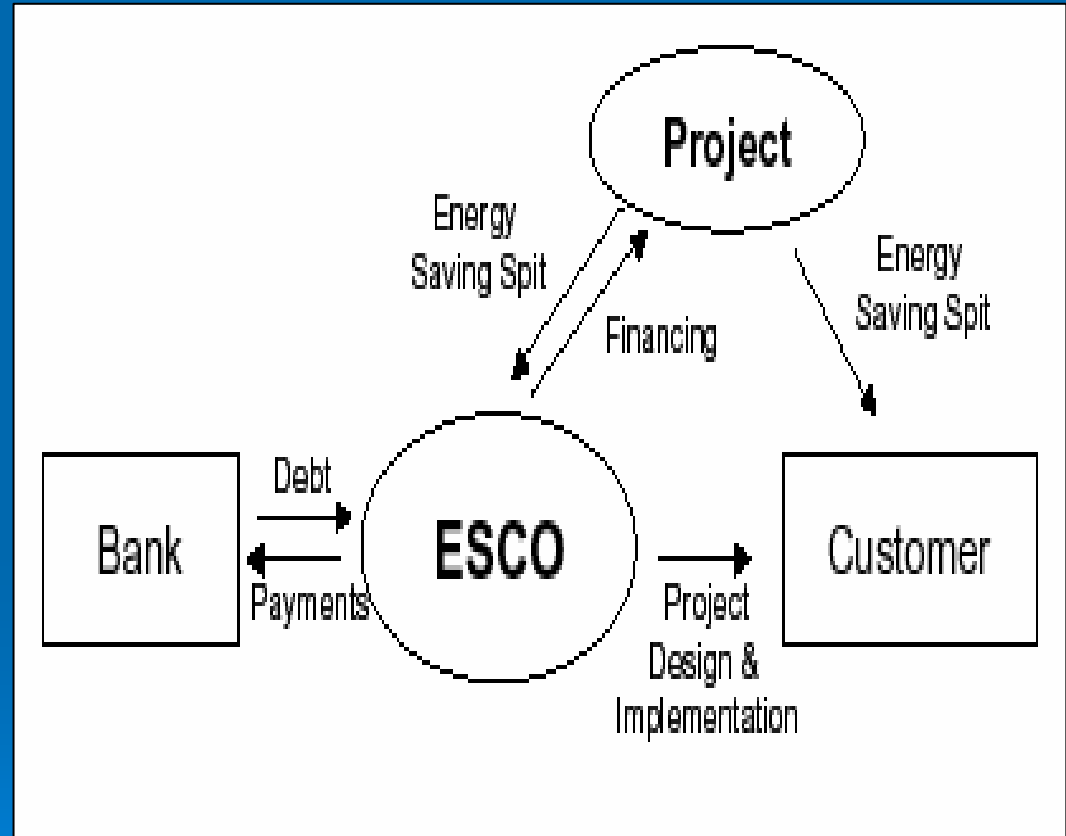 Project
Energy
Saving Spit
Energy
Saving Spit
Financing
Debt
Bank
ESCO
Customer
Payments
Project
Design &
Implementation